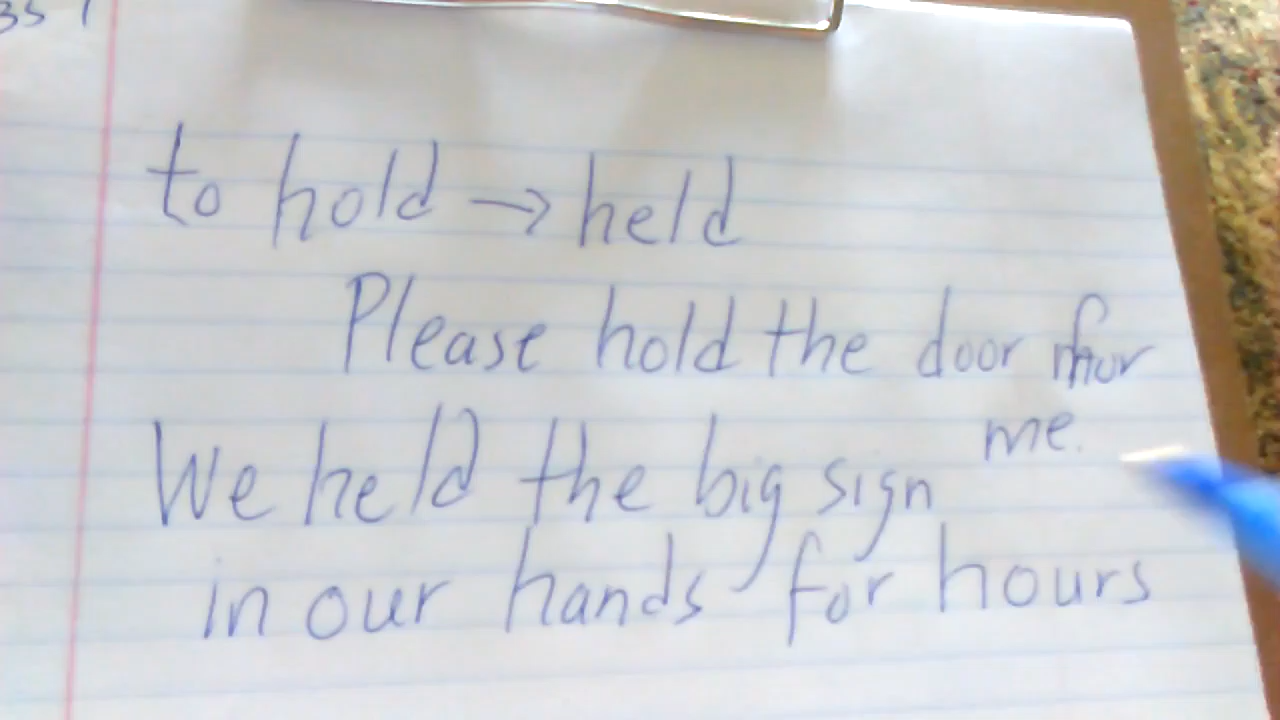 to hold → held
Please hold the door for
me.
We held the big sign
in our hands for hours